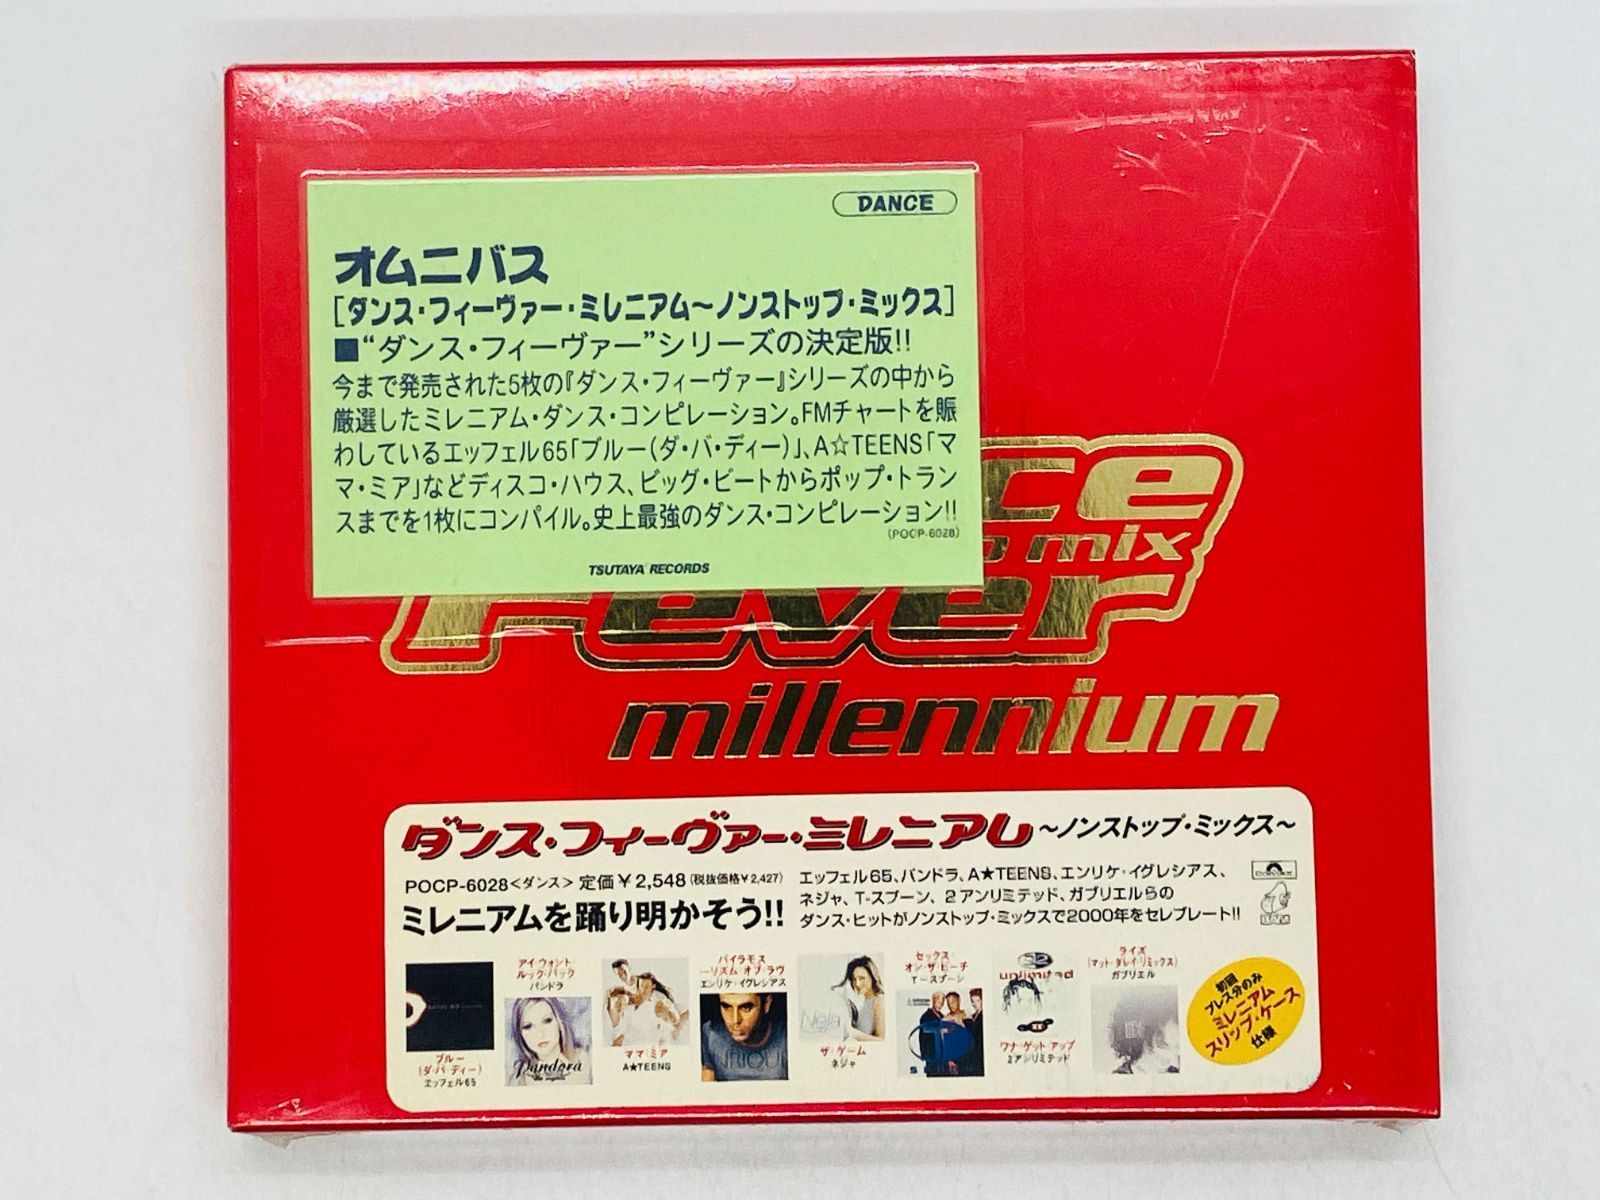 DANCE
オムニバス
[ダンス・フィーヴァー・ミレニアム〜ノンストップ・ミックス]
■“ダンス・フィーヴァー”シリーズの決定版!!
今まで発売された5枚の『ダンス・フィーヴァー』シリーズの中から
厳選したミレニアム・ダンス・コンピレーション。FMチャートを賑
わしているエッフェル65「ブルー(ダ・バ・ディー)」、A☆TEENS「マ
マ・ミア」などディスコ・ハウス、ビッグ・ビートからポップ・トラン
スまでを1枚にコンパイル。史上最強のダンス・コンピレーション!!
(POCP-6028)
TSUTAYA RECORDS
ce
mix
Fever
millennium
ダンス・フィーヴァー・ミレニアム 〜ノンストップ・ミックス〜
POCP-6028<ダンス> 定価¥2,548(税抜価格¥2,427)
ミレニアムを踊り明かそう!!
エッフェル65、パンドラ、A★TEENS、エンリケ・イグレシアス、
ネジャ、T-スプーン、2アンリミテッド、ガブリエルらの
ダンス・ヒットがノンストップ・ミックスで2000年をセレブレート!!
ブルー
(ダ・バ・ディー)
エッフェル65
アイ・ウォント・
ルック・バック
パンドラ
Pandora
ママ・ミア
A★TEENS
バイラモス
〜リズム・オブ・ラヴ
エンリケ・イグレシアス
Neja
ザ・ゲーム
ネジャ
セックス・
オン・ザ・ビーチ
T-スプーン
unlimited
ワナ・ゲット・アップ
2アンリミテッド
ライズ
(マット・ダレイ・リミックス)
ガブリエル
初回
プレス分のみ
ミレニアム
スリップ・ケース
仕様